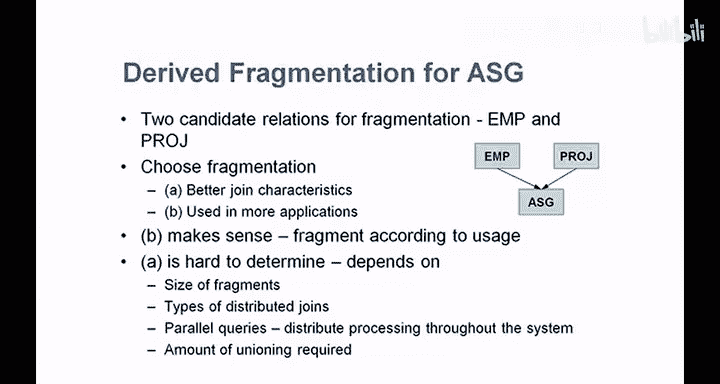 Derived Fragmentation for ASG
• Two candidate relations for fragmentation - EMP and
PROJ
• Choose fragmentation
– (a) Better join characteristics
– (b) Used in more applications
• (b) makes sense – fragment according to usage
• (a) is hard to determine – depends on
– Size of fragments
– Types of distributed joins
– Parallel queries – distribute processing throughout the system
– Amount of unioning required
EMP
PROJ
ASG
bilibili